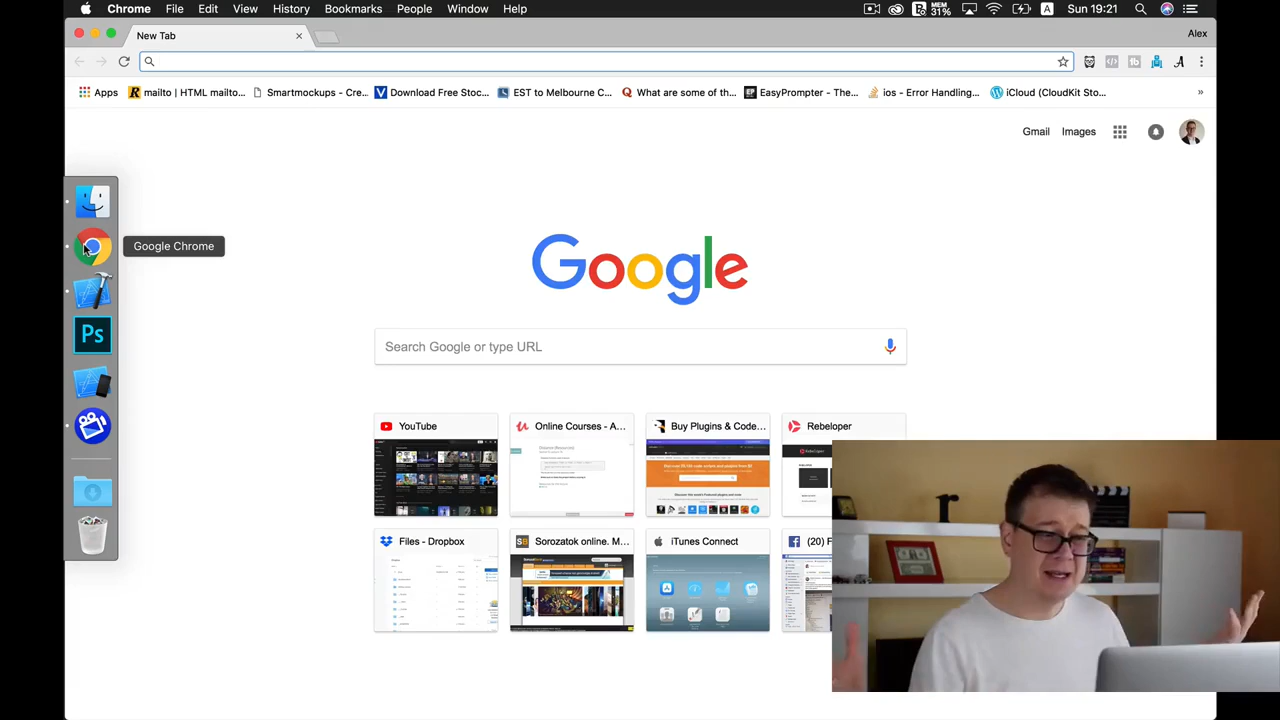 Chrome File Edit View History Bookmarks People Window Help MEM 31% A Sun 19:21
New Tab Alex
Apps mailto | HTML mailto... Smartmockups - Cre... Download Free Stoc... EST to Melbourne C... What are some of th... EasyPrompter - The... ios - Error Handling... iCloud (CloudKit Sto... »
Gmail Images
Google Chrome
Google
Search Google or type URL
Ps
YouTube Online Courses - A... Buy Plugins & Code... Rebeloper
Files - Dropbox Sorozatok online. M... iTunes Connect (20) F